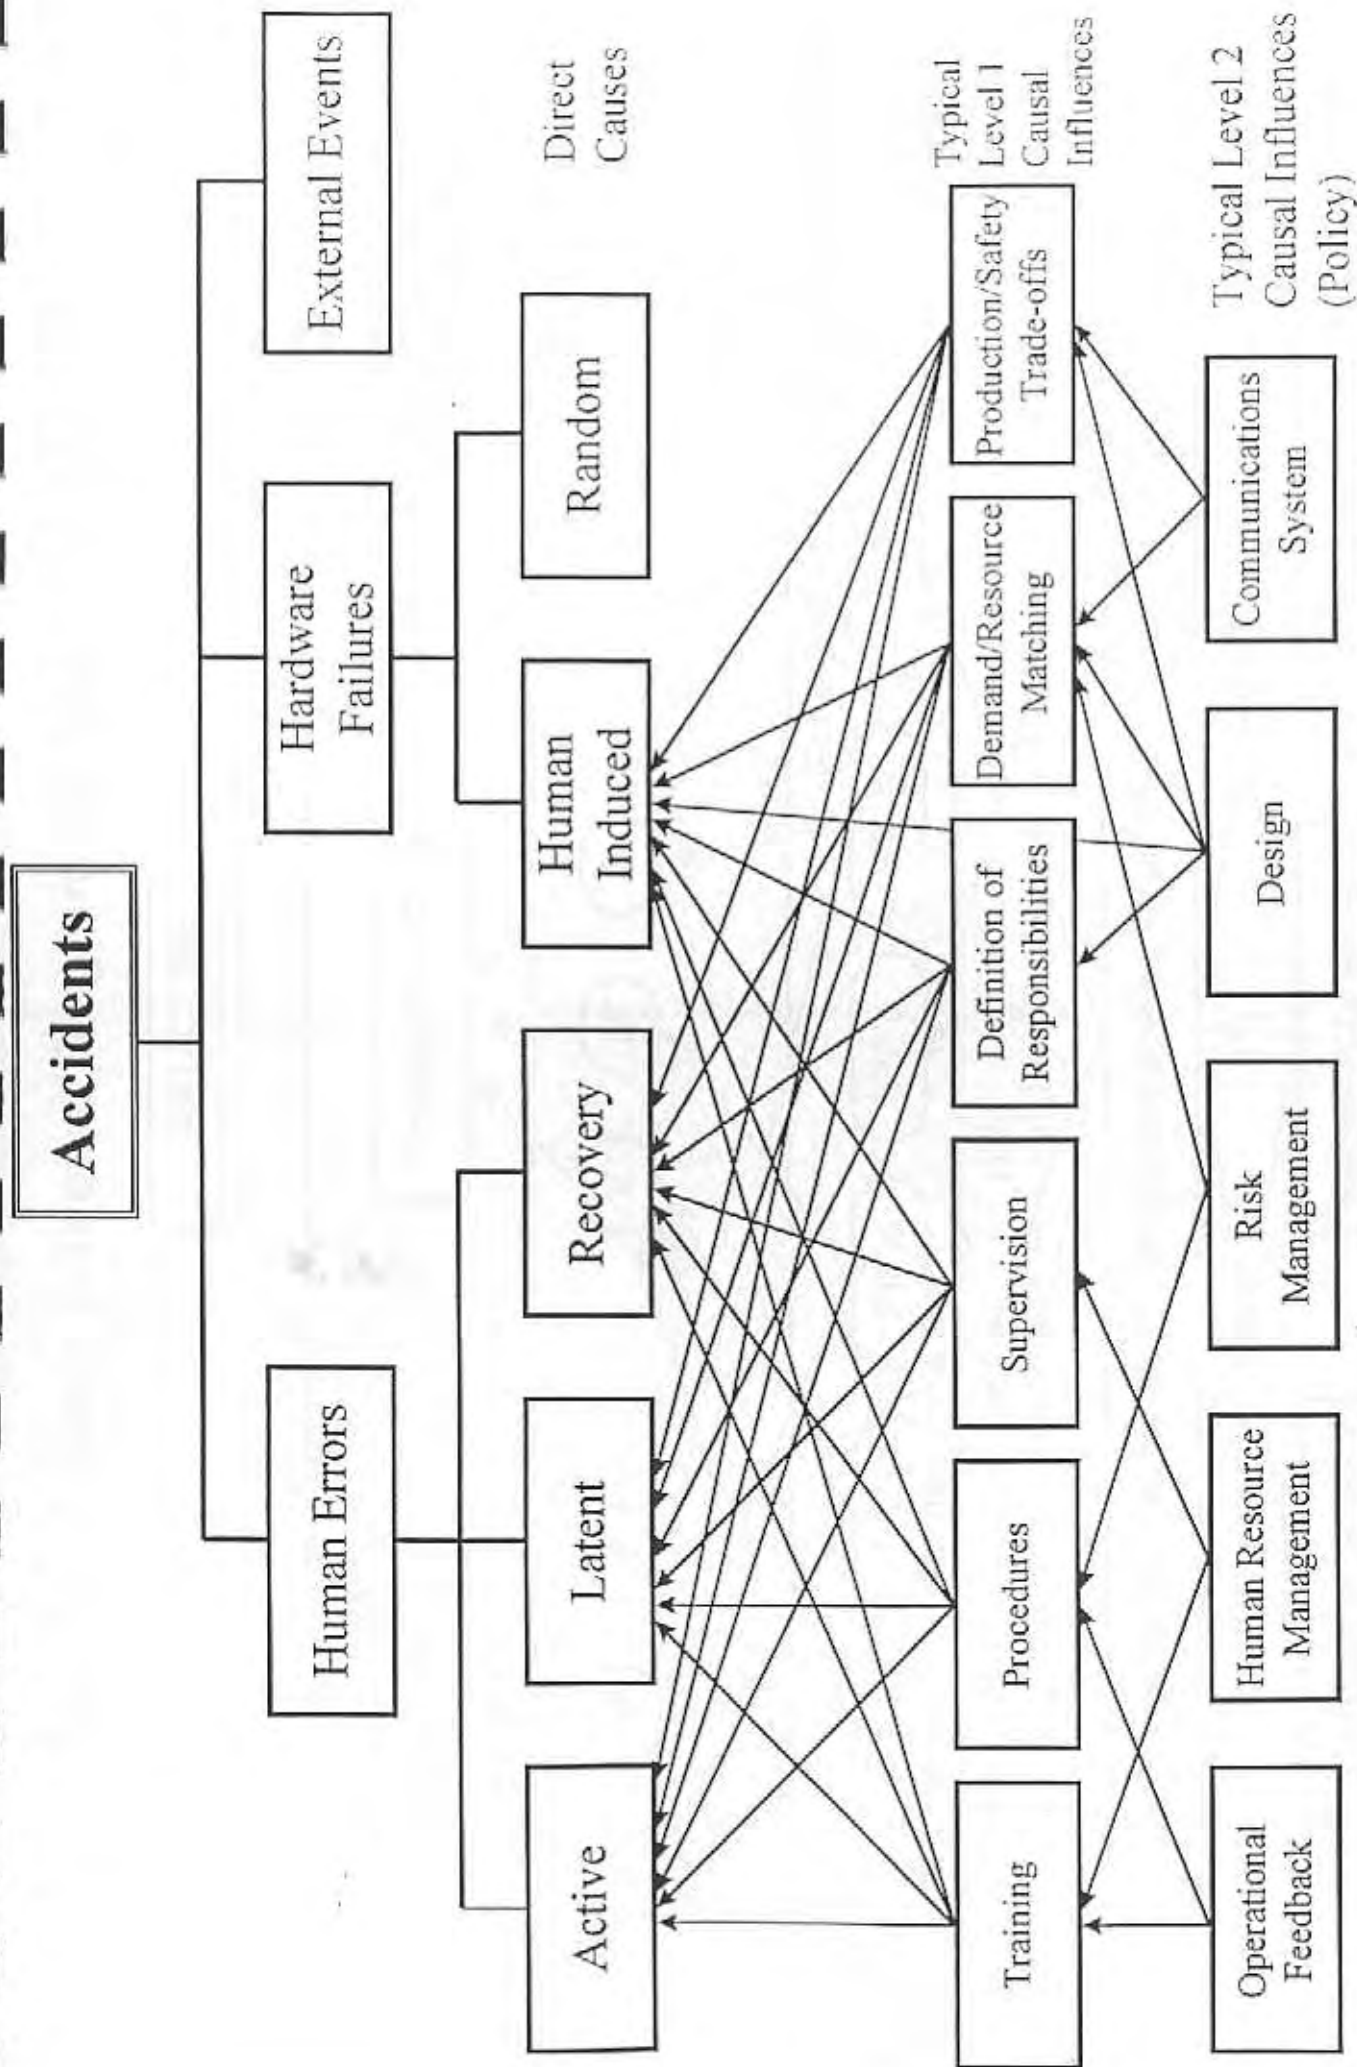 Accidents
Human Errors
Hardware
Failures
External Events
Active
Latent
Recovery
Human
Induced
Random
Direct
Causes
Training
Procedures
Supervision
Definition of
Responsibilities
Demand/Resource
Matching
Production/Safety
Trade-offs
Typical
Level 1
Causal
Influences
Operational
Feedback
Human Resource
Management
Risk
Management
Design
Communications
System
Typical Level 2
Causal Influences
(Policy)